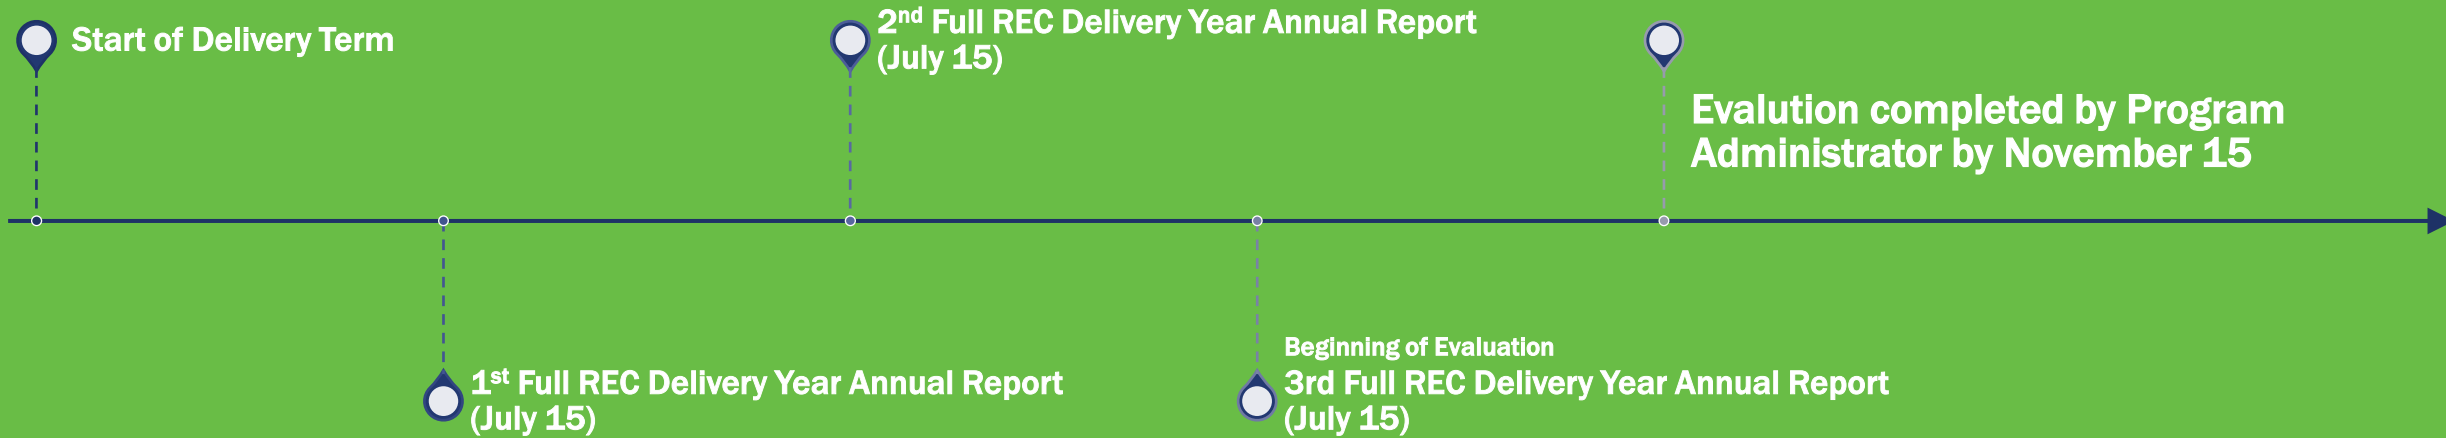 Start of Delivery Term
1st Full REC Delivery Year Annual Report
(July 15)
2nd Full REC Delivery Year Annual Report
(July 15)
Beginning of Evaluation
3rd Full REC Delivery Year Annual Report
(July 15)
Evalution completed by Program
Administrator by November 15